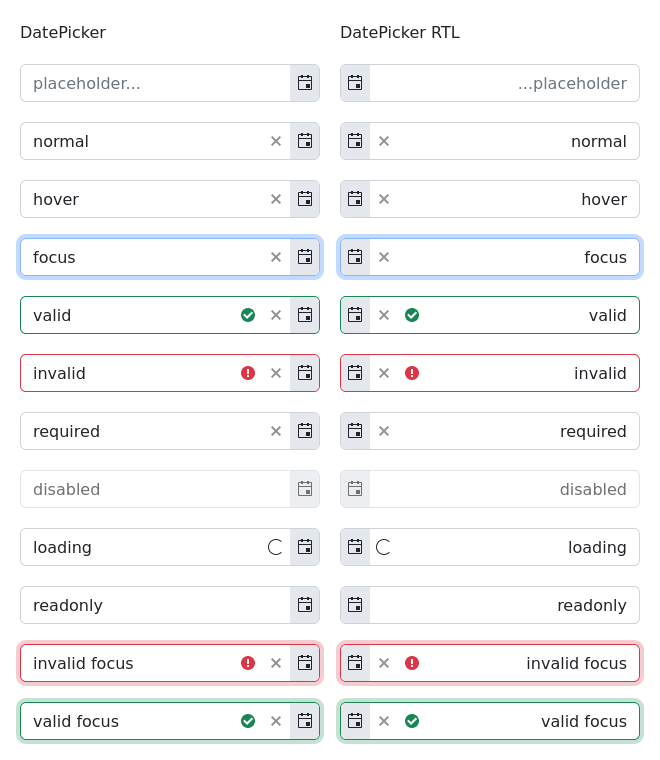 DatePicker
DatePicker RTL
placeholder...
...placeholder
normal
normal
hover
hover
focus
focus
valid
valid
invalid
invalid
required
required
disabled
disabled
loading
loading
readonly
readonly
invalid focus
invalid focus
valid focus
valid focus